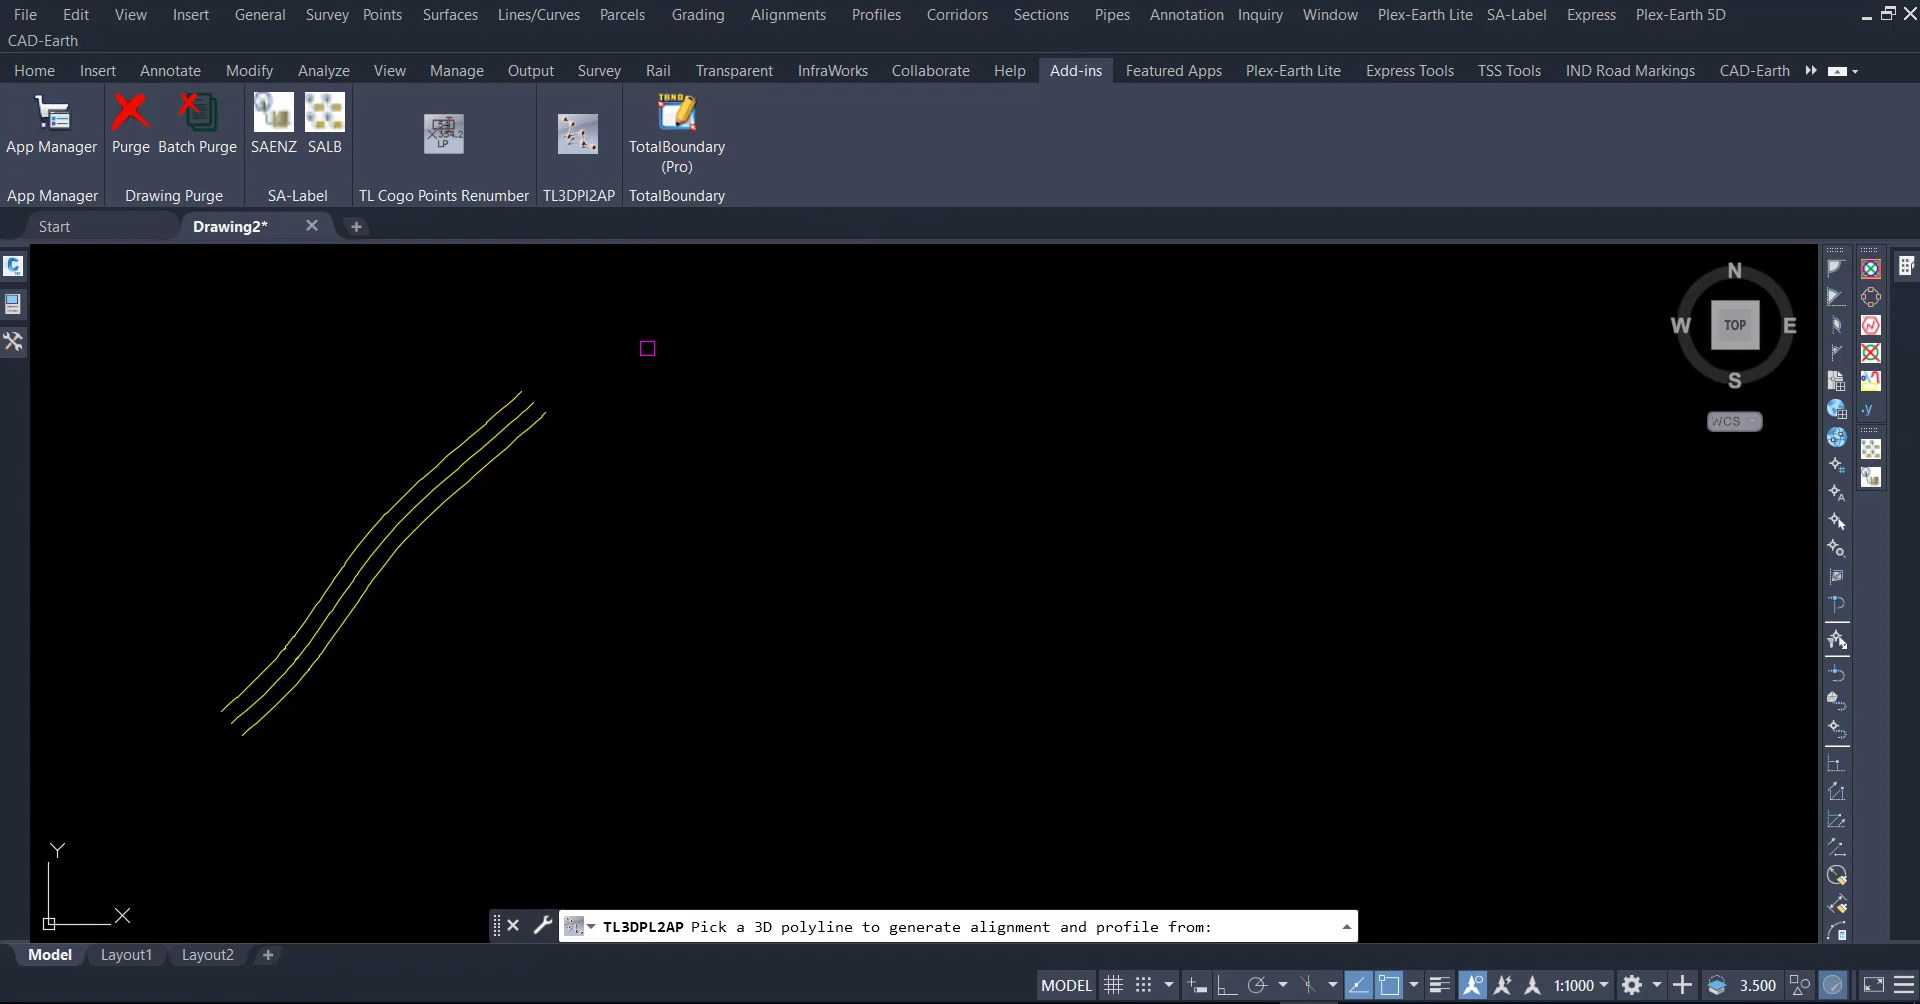 File Edit View Insert General Survey Points Surfaces Lines/Curves Parcels Grading Alignments Profiles Corridors Sections Pipes Annotation Inquiry Window Plex-Earth Lite SA-Label Express Plex-Earth 5D
CAD-Earth
Home Insert Annotate Modify Analyze View Manage Output Survey Rail Transparent InfraWorks Collaborate Help Add-ins Featured Apps Plex-Earth Lite Express Tools TSS Tools IND Road Markings CAD-Earth
App Manager Purge Batch Purge SAENZ SALB TotalBoundary
(Pro)
App Manager Drawing Purge SA-Label TL Cogo Points Renumber TL3DPl2AP TotalBoundary
Start Drawing2*
N
W TOP E
S
WCS
Y
X
TL3DPL2AP Pick a 3D polyline to generate alignment and profile from:
Model Layout1 Layout2
MODEL 1:1000 3.500